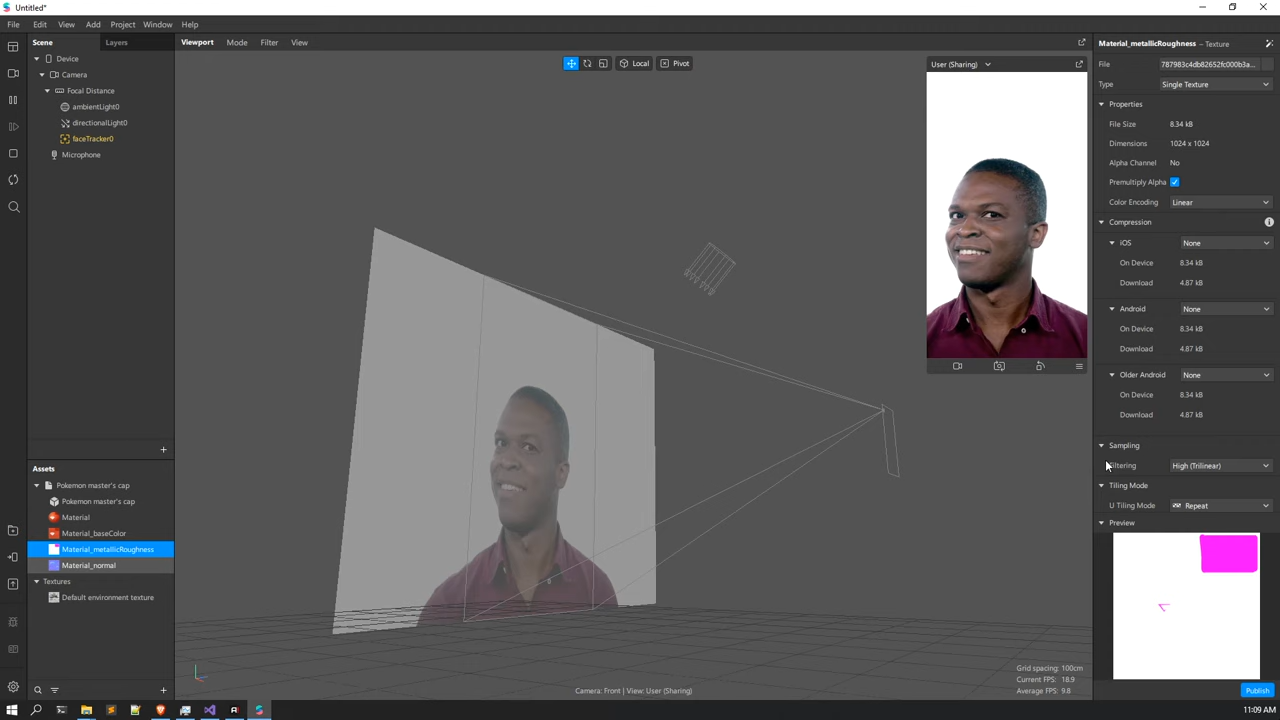 Untitled*
File Edit View Add Project Window Help
Scene Layers
Device
Camera
Focal Distance
ambientLight0
directionalLight0
faceTracker0
Microphone
Assets
Pokemon master's cap
Pokemon master's cap
Material
Material_baseColor
Material_metallicRoughness
Material_normal
Textures
Default environment texture
Viewport Mode Filter View
Local Pivot
User (Sharing)
Grid spacing: 100cm
Current FPS: 18.9
Average FPS: 9.8
Camera: Front | View: User (Sharing)
Material_metallicRoughness – Texture
File 787983c4db82652fc000b3a...
Type Single Texture
Properties
File Size 8.34 kB
Dimensions 1024 x 1024
Alpha Channel No
Premultiply Alpha
Color Encoding Linear
Compression
iOS None
On Device 8.34 kB
Download 4.87 kB
Android None
On Device 8.34 kB
Download 4.87 kB
Older Android None
On Device 8.34 kB
Download 4.87 kB
Sampling
Filtering High (Trilinear)
Tiling Mode
U Tiling Mode Repeat
Preview
Publish
11:09 AM